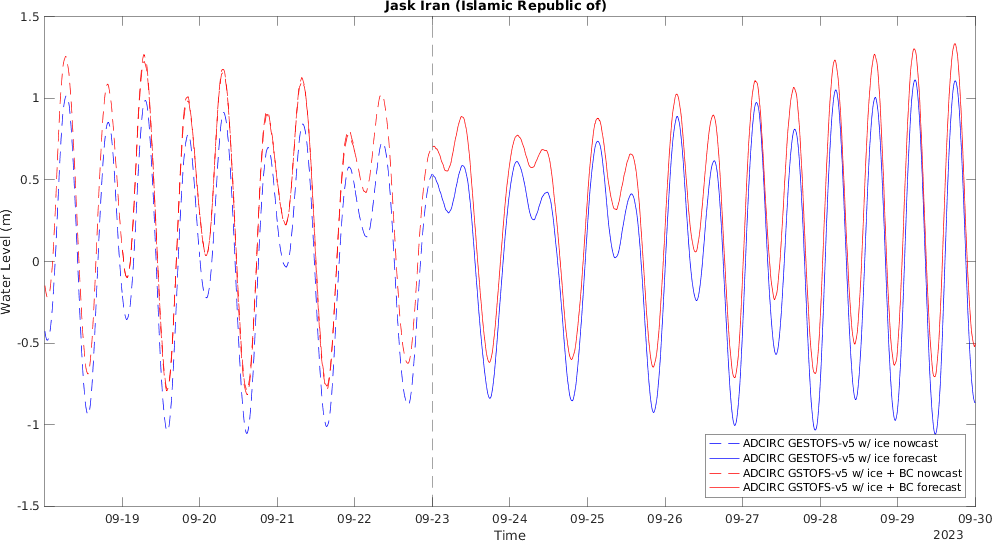 Jask Iran (Islamic Republic of)
Water Level (m)
1.5
1
0.5
0
-0.5
-1
-1.5
ADCIRC GESTOFS-v5 w/ ice nowcast
ADCIRC GESTOFS-v5 w/ ice forecast
ADCIRC GSTOFS-v5 w/ ice + BC nowcast
ADCIRC GSTOFS-v5 w/ ice + BC forecast
09-19 09-20 09-21 09-22 09-23 09-24 09-25 09-26 09-27 09-28 09-29 09-30
Time
2023